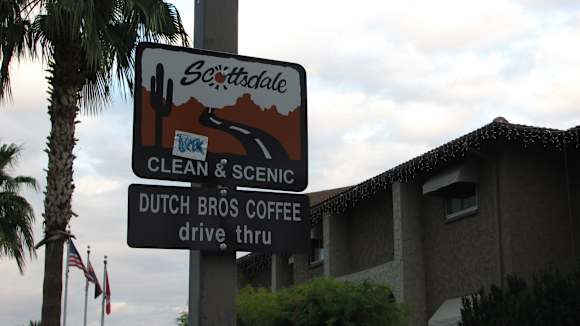 Scottsdale
CLEAN & SCENIC
DUTCH BROS COFFEE
drive thru